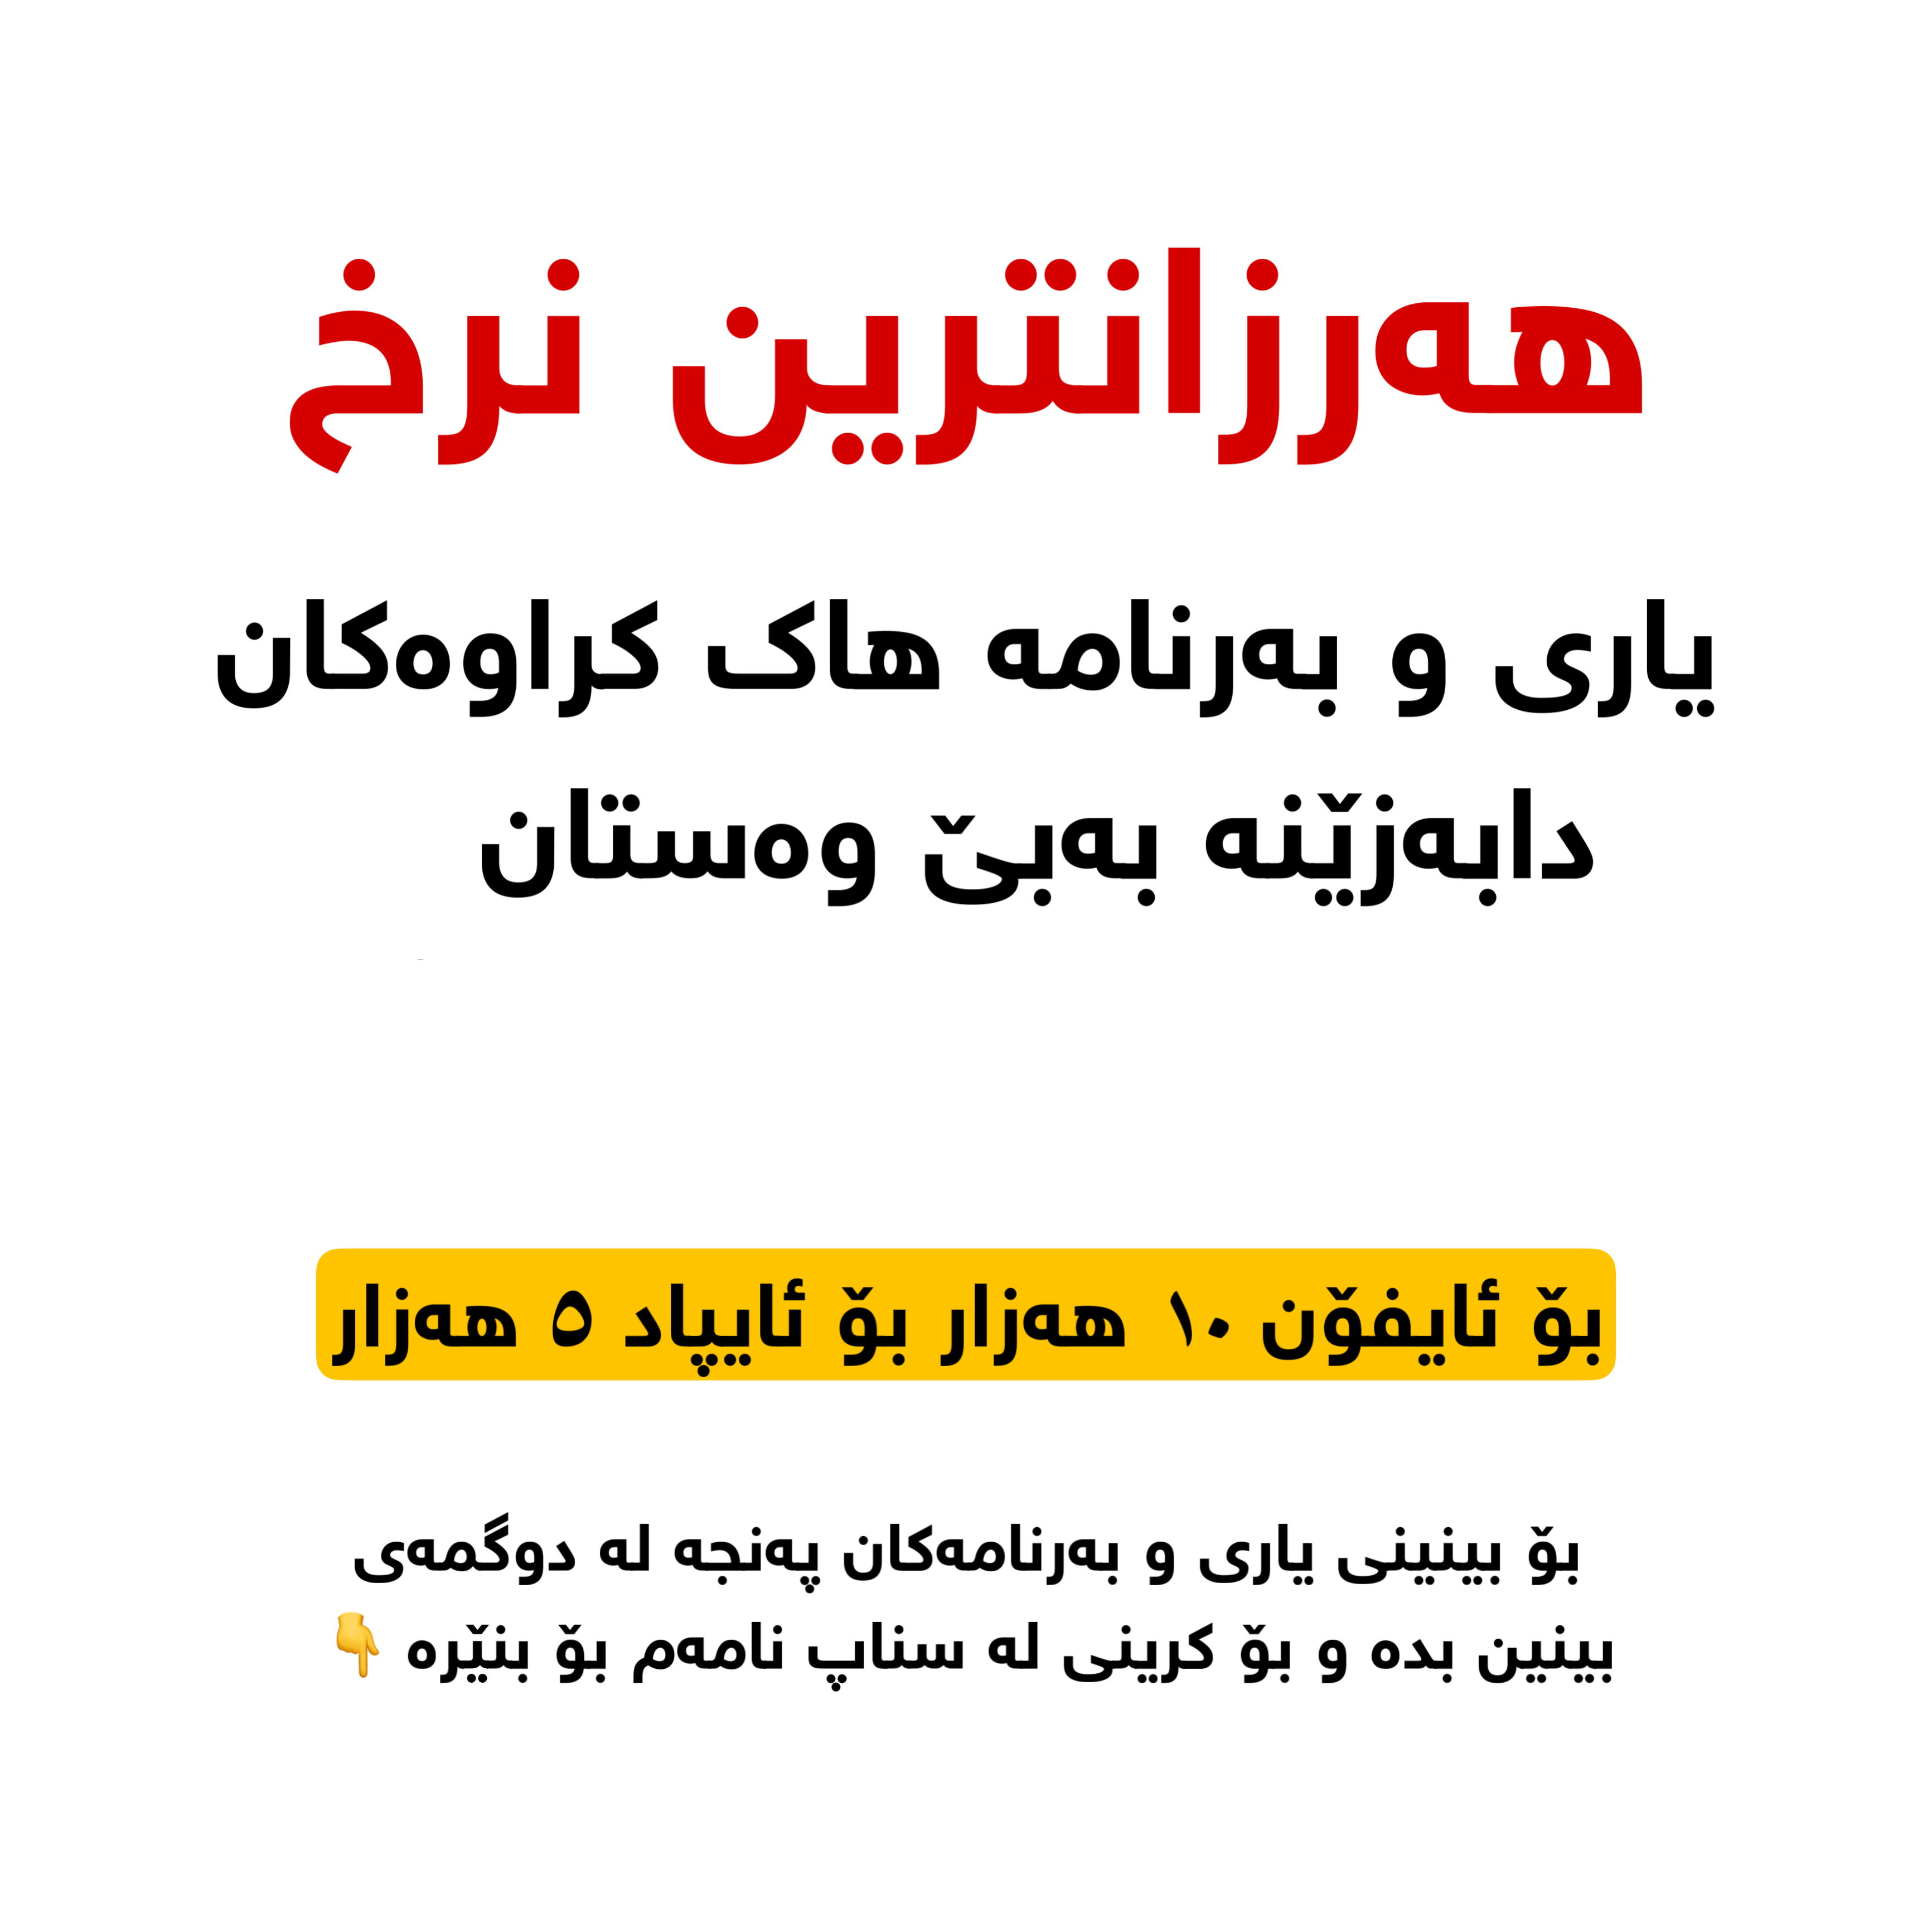 هەرزانترین نرخ
یاری و بەرنامە هاک کراوەکان
دابەزێنە بەبێ ووستان
بۆ ئایفۆن ١٠ هەزار بۆ ئایپاد ٥ هەزار
بۆ بینینی یاری و بەرنامەکان پەنجە لە دوگمەی
بینین بدە و بۆ کرینی لە سناپ نامەم بۆ بنێرە 👇